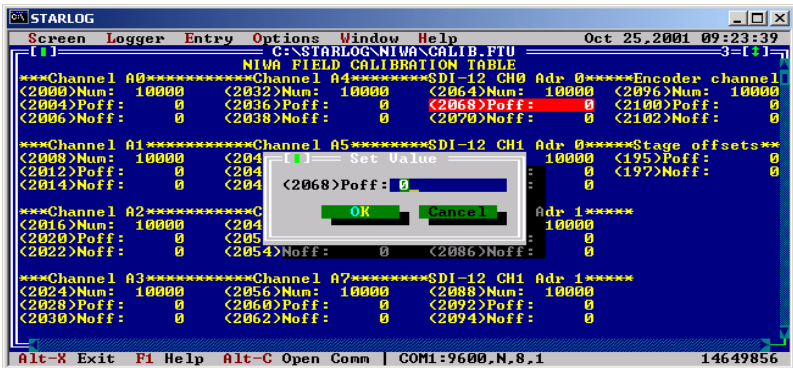 STARLOG
Screen Logger Entry Options Window Help Oct 25,2001 09:23:39
C:\STARLOG\NIWA\CALIB.FTU 3
NIWA FIELD CALIBRATION TABLE
***Channel A0***********Channel A4********SDI-12 CH0 Adr 0*****Encoder channel
(2000)Num: 10000 (2032)Num: 10000 (2064)Num: 10000 (2096)Num: 10000
(2004)Poff: 0 (2036)Poff: 0 (2068)Poff: 0 (2100)Poff: 0
(2006)Noff: 0 (2038)Noff: 0 (2070)Noff: 0 (2102)Noff: 0
***Channel A1***********Channel A5********SDI-12 CH1 Adr 0*****Stage offsets**
(2008)Num: 10000 (204 10000 (195)Poff: 0
(2012)Poff: 0 (204 : 0 (197)Noff: 0
(2014)Noff: 0 (204 : 0
Set Value
(2068)Poff: 0
OK Cancel
***Channel A2***********C Adr 1*****
(2016)Num: 10000 (204 10000
(2020)Poff: 0 (205 : 0
(2022)Noff: 0 (2054)Noff: 0 (2086)Noff: 0
***Channel A3***********Channel A7********SDI-12 CH1 Adr 1*****
(2024)Num: 10000 (2056)Num: 10000 (2088)Num: 10000
(2028)Poff: 0 (2060)Poff: 0 (2092)Poff: 0
(2030)Noff: 0 (2062)Noff: 0 (2094)Noff: 0
Alt-X Exit F1 Help Alt-C Open Comm | COM1:9600,N,8,1 14649856